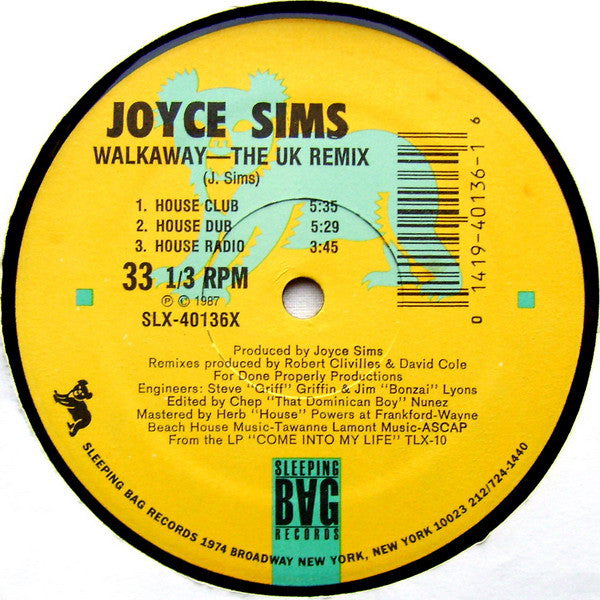 JOYCE SIMS
WALKAWAY—THE UK REMIX
(J. Sims)
1. HOUSE CLUB 5:35
2. HOUSE DUB 5:29
3. HOUSE RADIO 3:45
33 1/3 RPM
Ⓟ © 1987
SLX-40136X
0 1419-40136-1 6
Produced by Joyce Sims
Remixes produced by Robert Clivilles & David Cole
For Done Properly Productions
Engineers: Steve "Griff" Griffin & Jim "Bonzai" Lyons
Edited by Chep "That Dominican Boy" Nunez
Mastered by Herb "House" Powers at Frankford-Wayne
Beach House Music-Tawanne Lamont Music-ASCAP
From the LP "COME INTO MY LIFE" TLX-10
SLEEPING
BAG
RECORDS
SLEEPING BAG RECORDS 1974 BROADWAY NEW YORK, NEW YORK 10023 212/724-1440